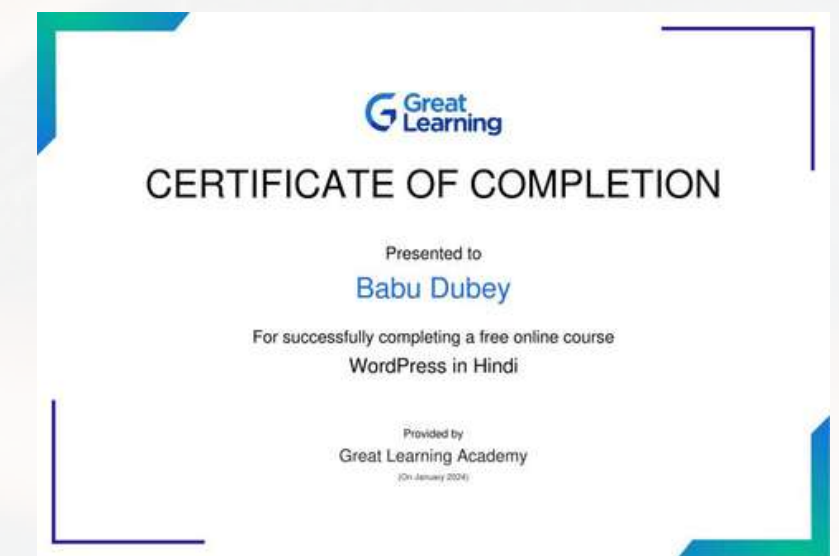 Great
Learning
CERTIFICATE OF COMPLETION
Presented to
Babu Dubey
For successfully completing a free online course
WordPress in Hindi
Provided by
Great Learning Academy
(On January 2024)